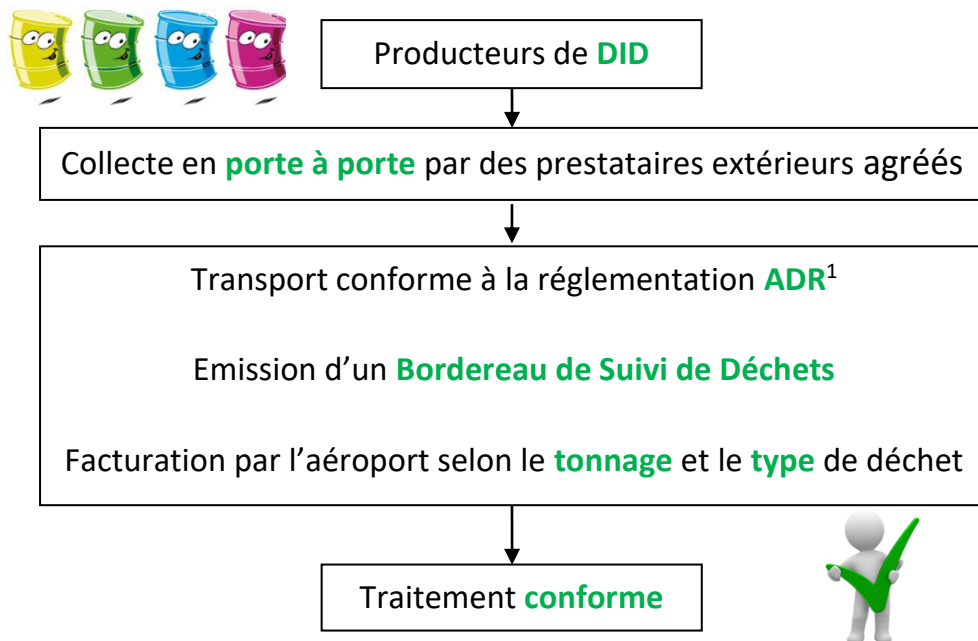 Producteurs de DID
Collecte en porte à porte par des prestataires extérieurs agréés
Transport conforme à la réglementation ADR¹
Emission d’un Bordereau de Suivi de Déchets
Facturation par l’aéroport selon le tonnage et le type de déchet
Traitement conforme